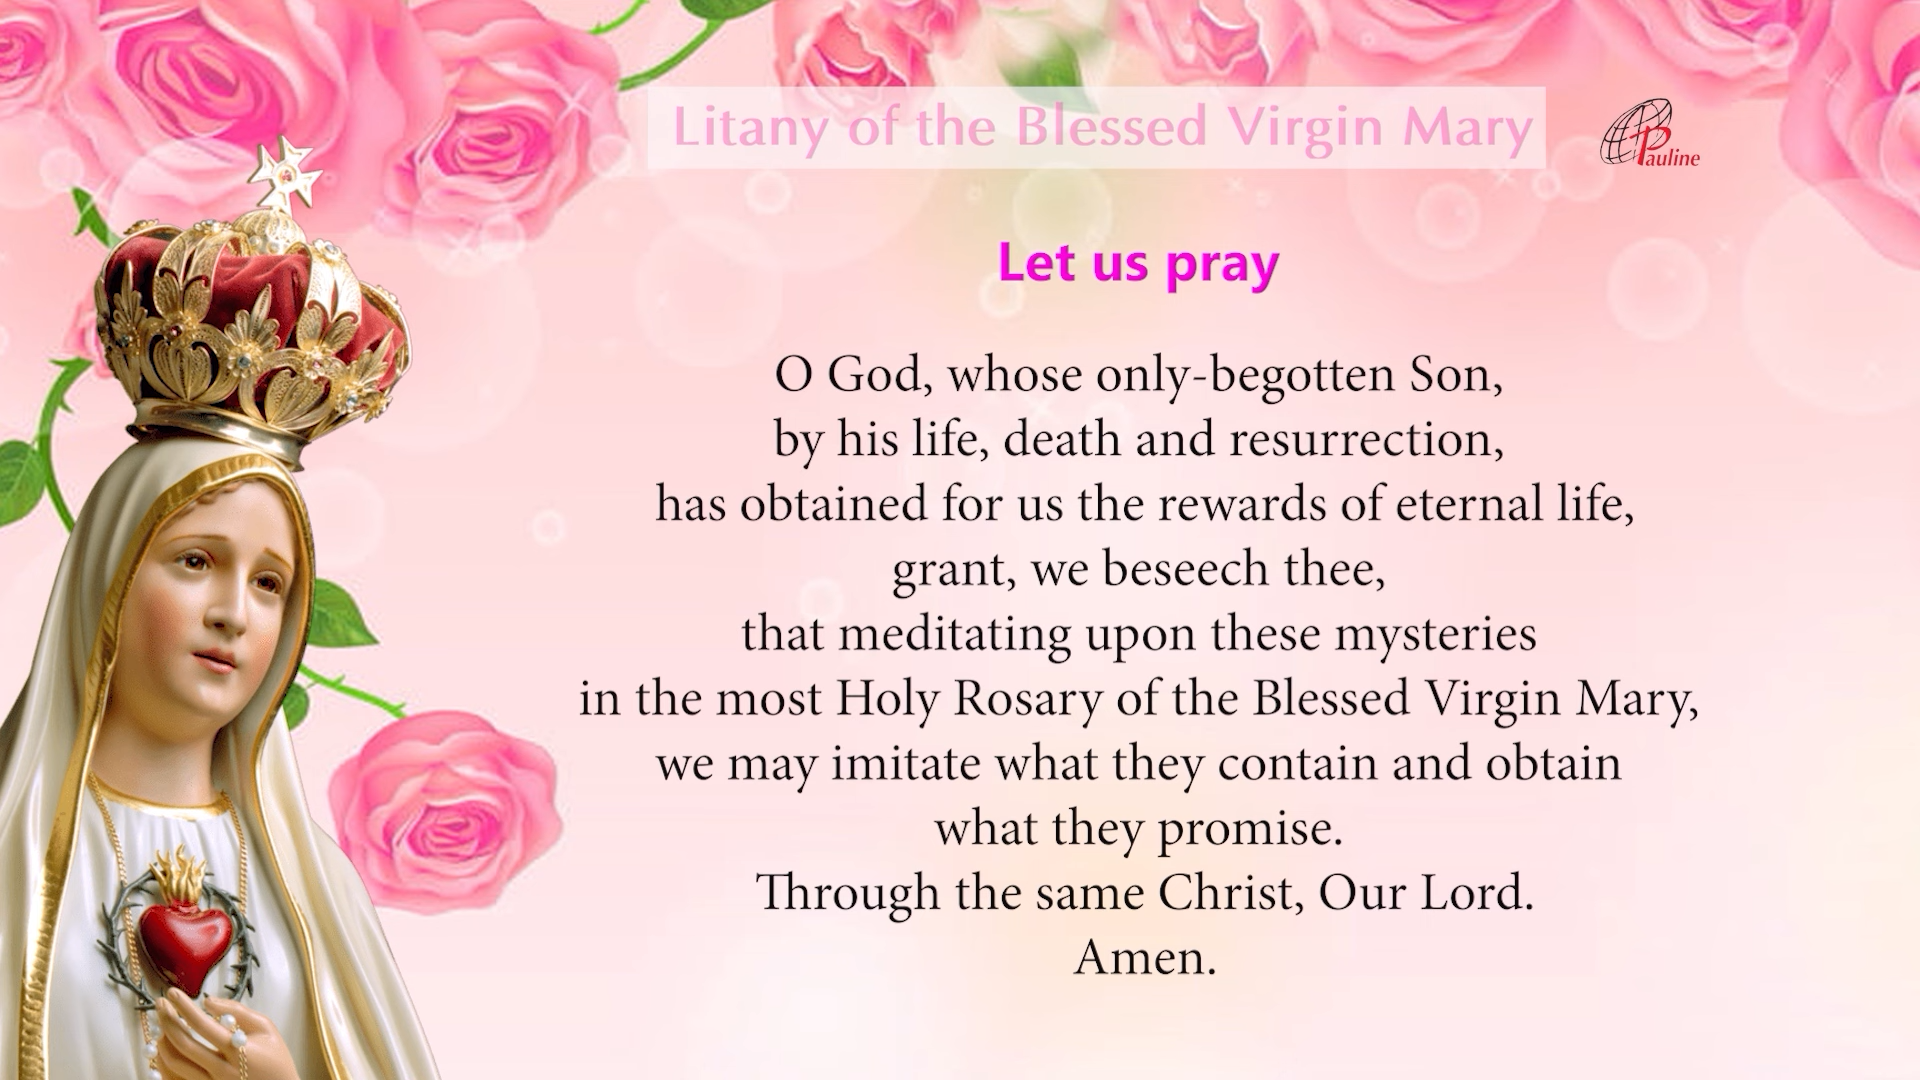 Litany of the Blessed Virgin Mary
Pauline
Let us pray
O God, whose only-begotten Son,
by his life, death and resurrection,
has obtained for us the rewards of eternal life,
grant, we beseech thee,
that meditating upon these mysteries
in the most Holy Rosary of the Blessed Virgin Mary,
we may imitate what they contain and obtain
what they promise.
Through the same Christ, Our Lord.
Amen.